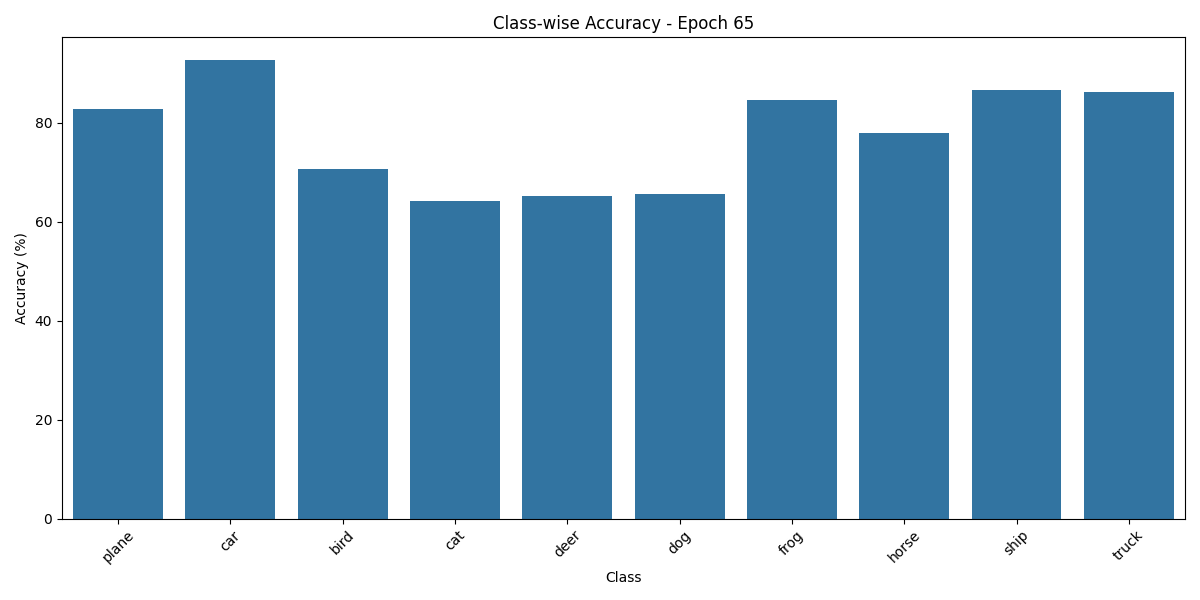 Class-wise Accuracy - Epoch 65
Accuracy (%)
80
60
40
20
0
plane
car
bird
cat
deer
dog
frog
horse
ship
truck
Class